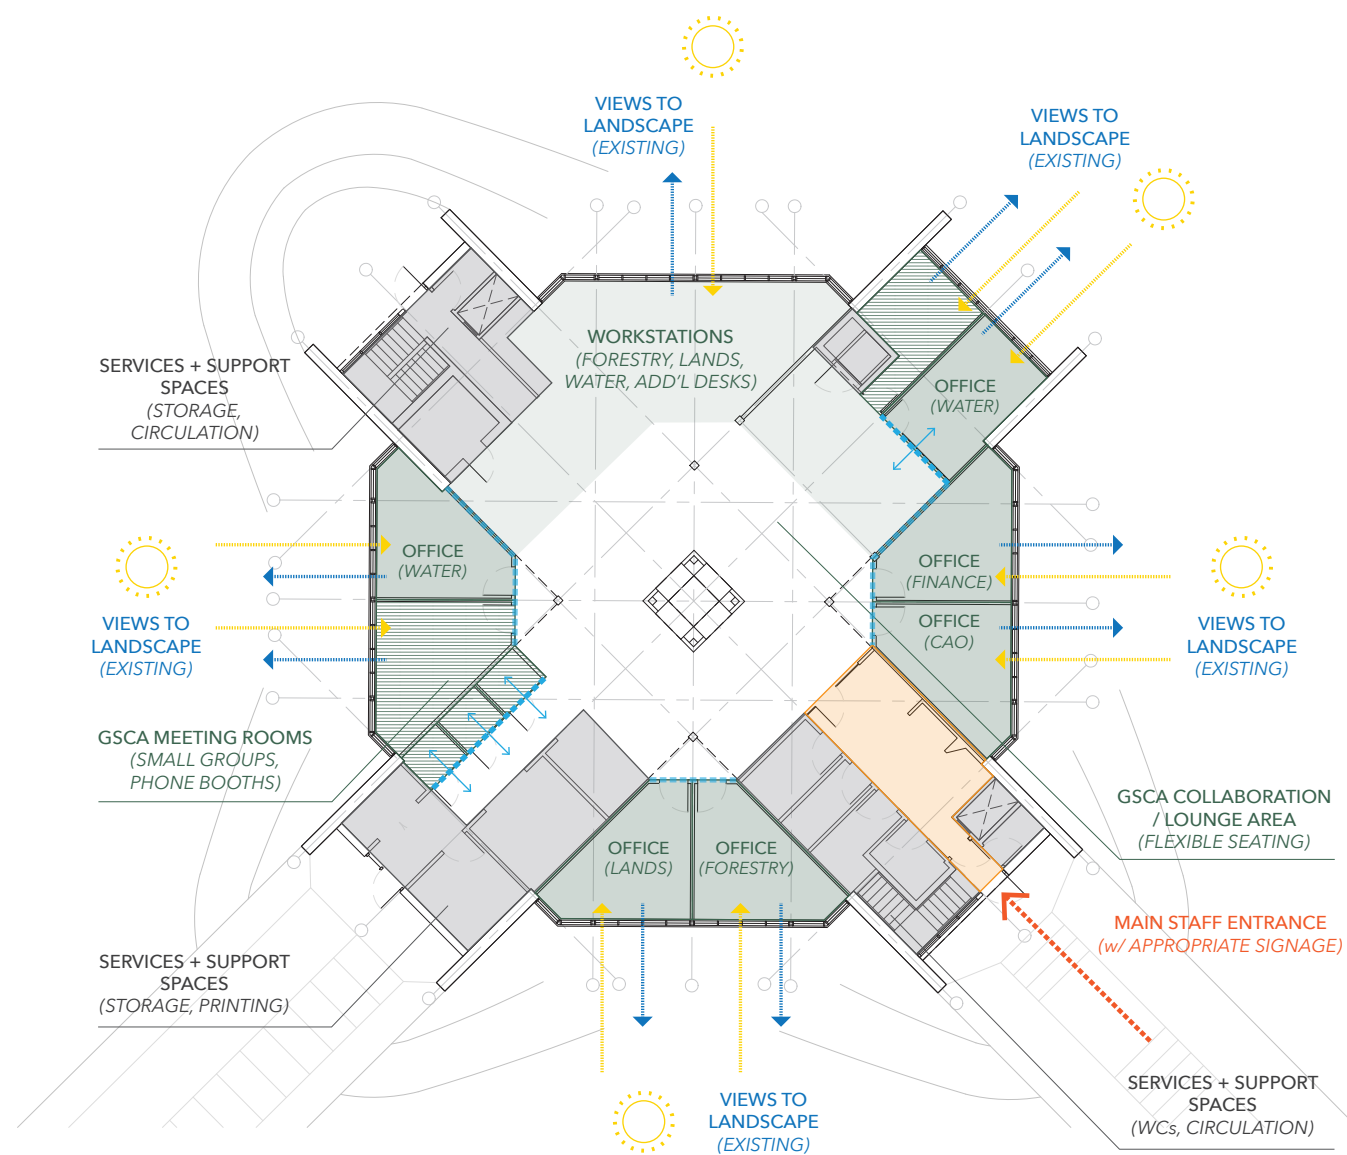 VIEWS TO
LANDSCAPE
(EXISTING)
VIEWS TO
LANDSCAPE
(EXISTING)
WORKSTATIONS
(FORESTRY, LANDS,
WATER, ADD'L DESKS)
SERVICES + SUPPORT
SPACES
(STORAGE,
CIRCULATION)
OFFICE
(WATER)
OFFICE
(WATER)
OFFICE
(FINANCE)
OFFICE
(CAO)
VIEWS TO
LANDSCAPE
(EXISTING)
VIEWS TO
LANDSCAPE
(EXISTING)
GSCA MEETING ROOMS
(SMALL GROUPS,
PHONE BOOTHS)
GSCA COLLABORATION
/ LOUNGE AREA
(FLEXIBLE SEATING)
OFFICE
(LANDS)
OFFICE
(FORESTRY)
MAIN STAFF ENTRANCE
(w/ APPROPRIATE SIGNAGE)
SERVICES + SUPPORT
SPACES
(STORAGE, PRINTING)
VIEWS TO
LANDSCAPE
(EXISTING)
SERVICES + SUPPORT
SPACES
(WCs, CIRCULATION)